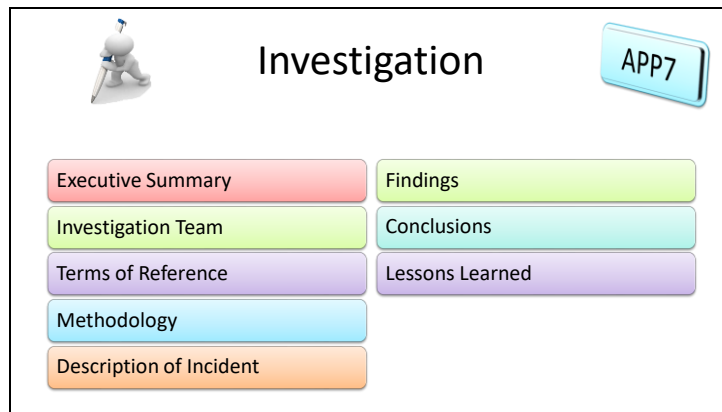 Investigation
APP7
Executive Summary
Investigation Team
Terms of Reference
Methodology
Description of Incident
Findings
Conclusions
Lessons Learned